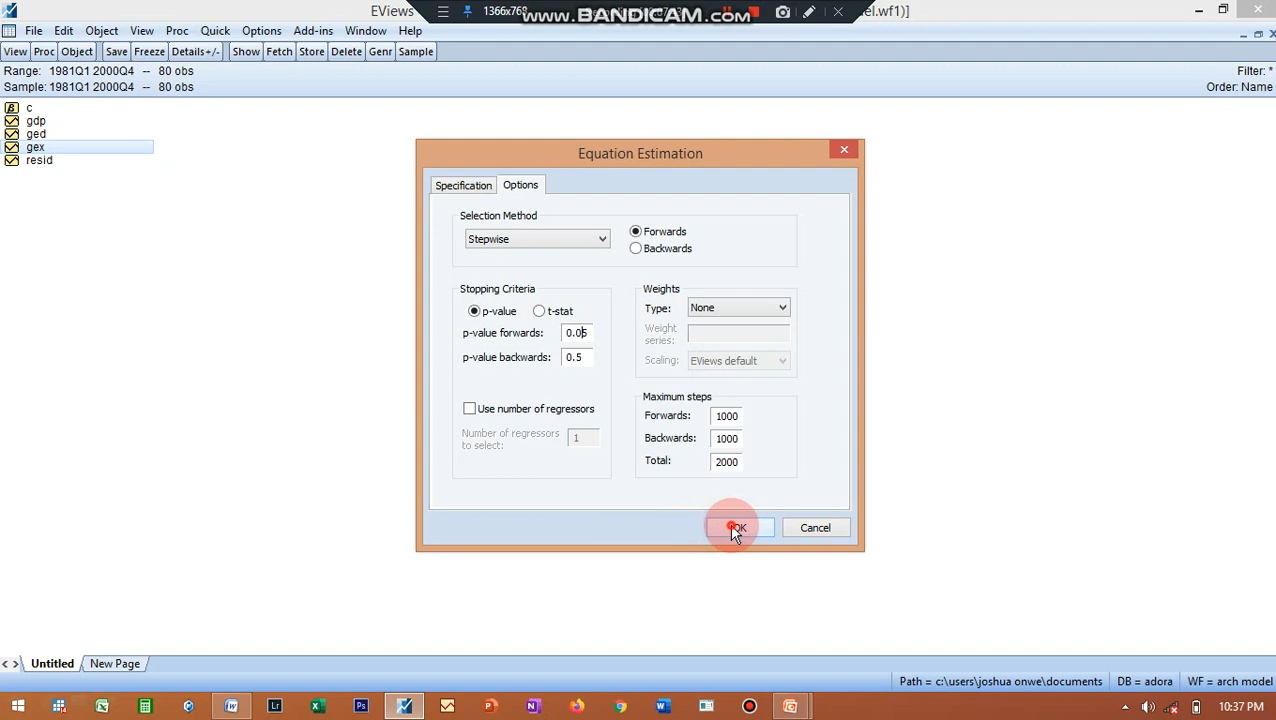 EViews
1366x768
www.BANDICAM.com
el.wf1)]
File Edit Object View Proc Quick Options Add-ins Window Help
View Proc Object Save Freeze Details+/- Show Fetch Store Delete Genr Sample
Range: 1981Q1 2000Q4 -- 80 obs Filter: *
Sample: 1981Q1 2000Q4 -- 80 obs Order: Name
β c
gdp
ged
gex
resid
Equation Estimation
Specification Options
Selection Method
Stepwise
Forwards
Backwards
Stopping Criteria
p-value t-stat
p-value forwards: 0.05
p-value backwards: 0.5
Use number of regressors
Number of regressors
to select: 1
Weights
Type: None
Weight
series:
Scaling: EViews default
Maximum steps
Forwards: 1000
Backwards: 1000
Total: 2000
OK Cancel
Untitled New Page
Path = c:\users\joshua onwe\documents DB = adora WF = arch model
10:37 PM